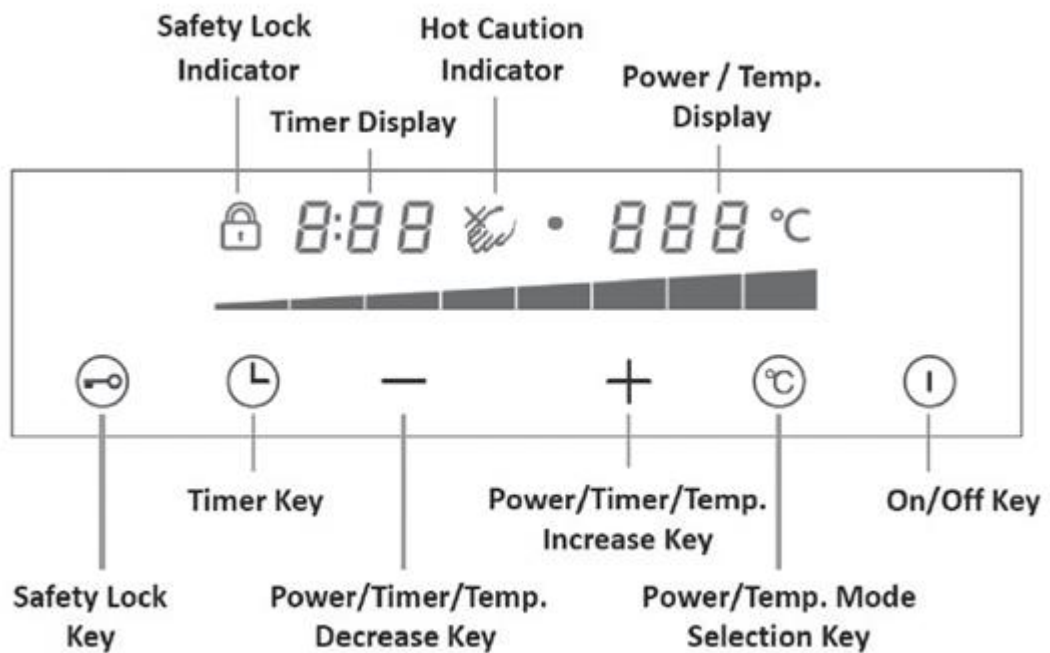 Safety Lock
Indicator
Hot Caution
Indicator
Power / Temp.
Display
Timer Display
8:88
888 °C
°C
Timer Key
Power/Timer/Temp.
Increase Key
On/Off Key
Safety Lock
Key
Power/Timer/Temp.
Decrease Key
Power/Temp. Mode
Selection Key